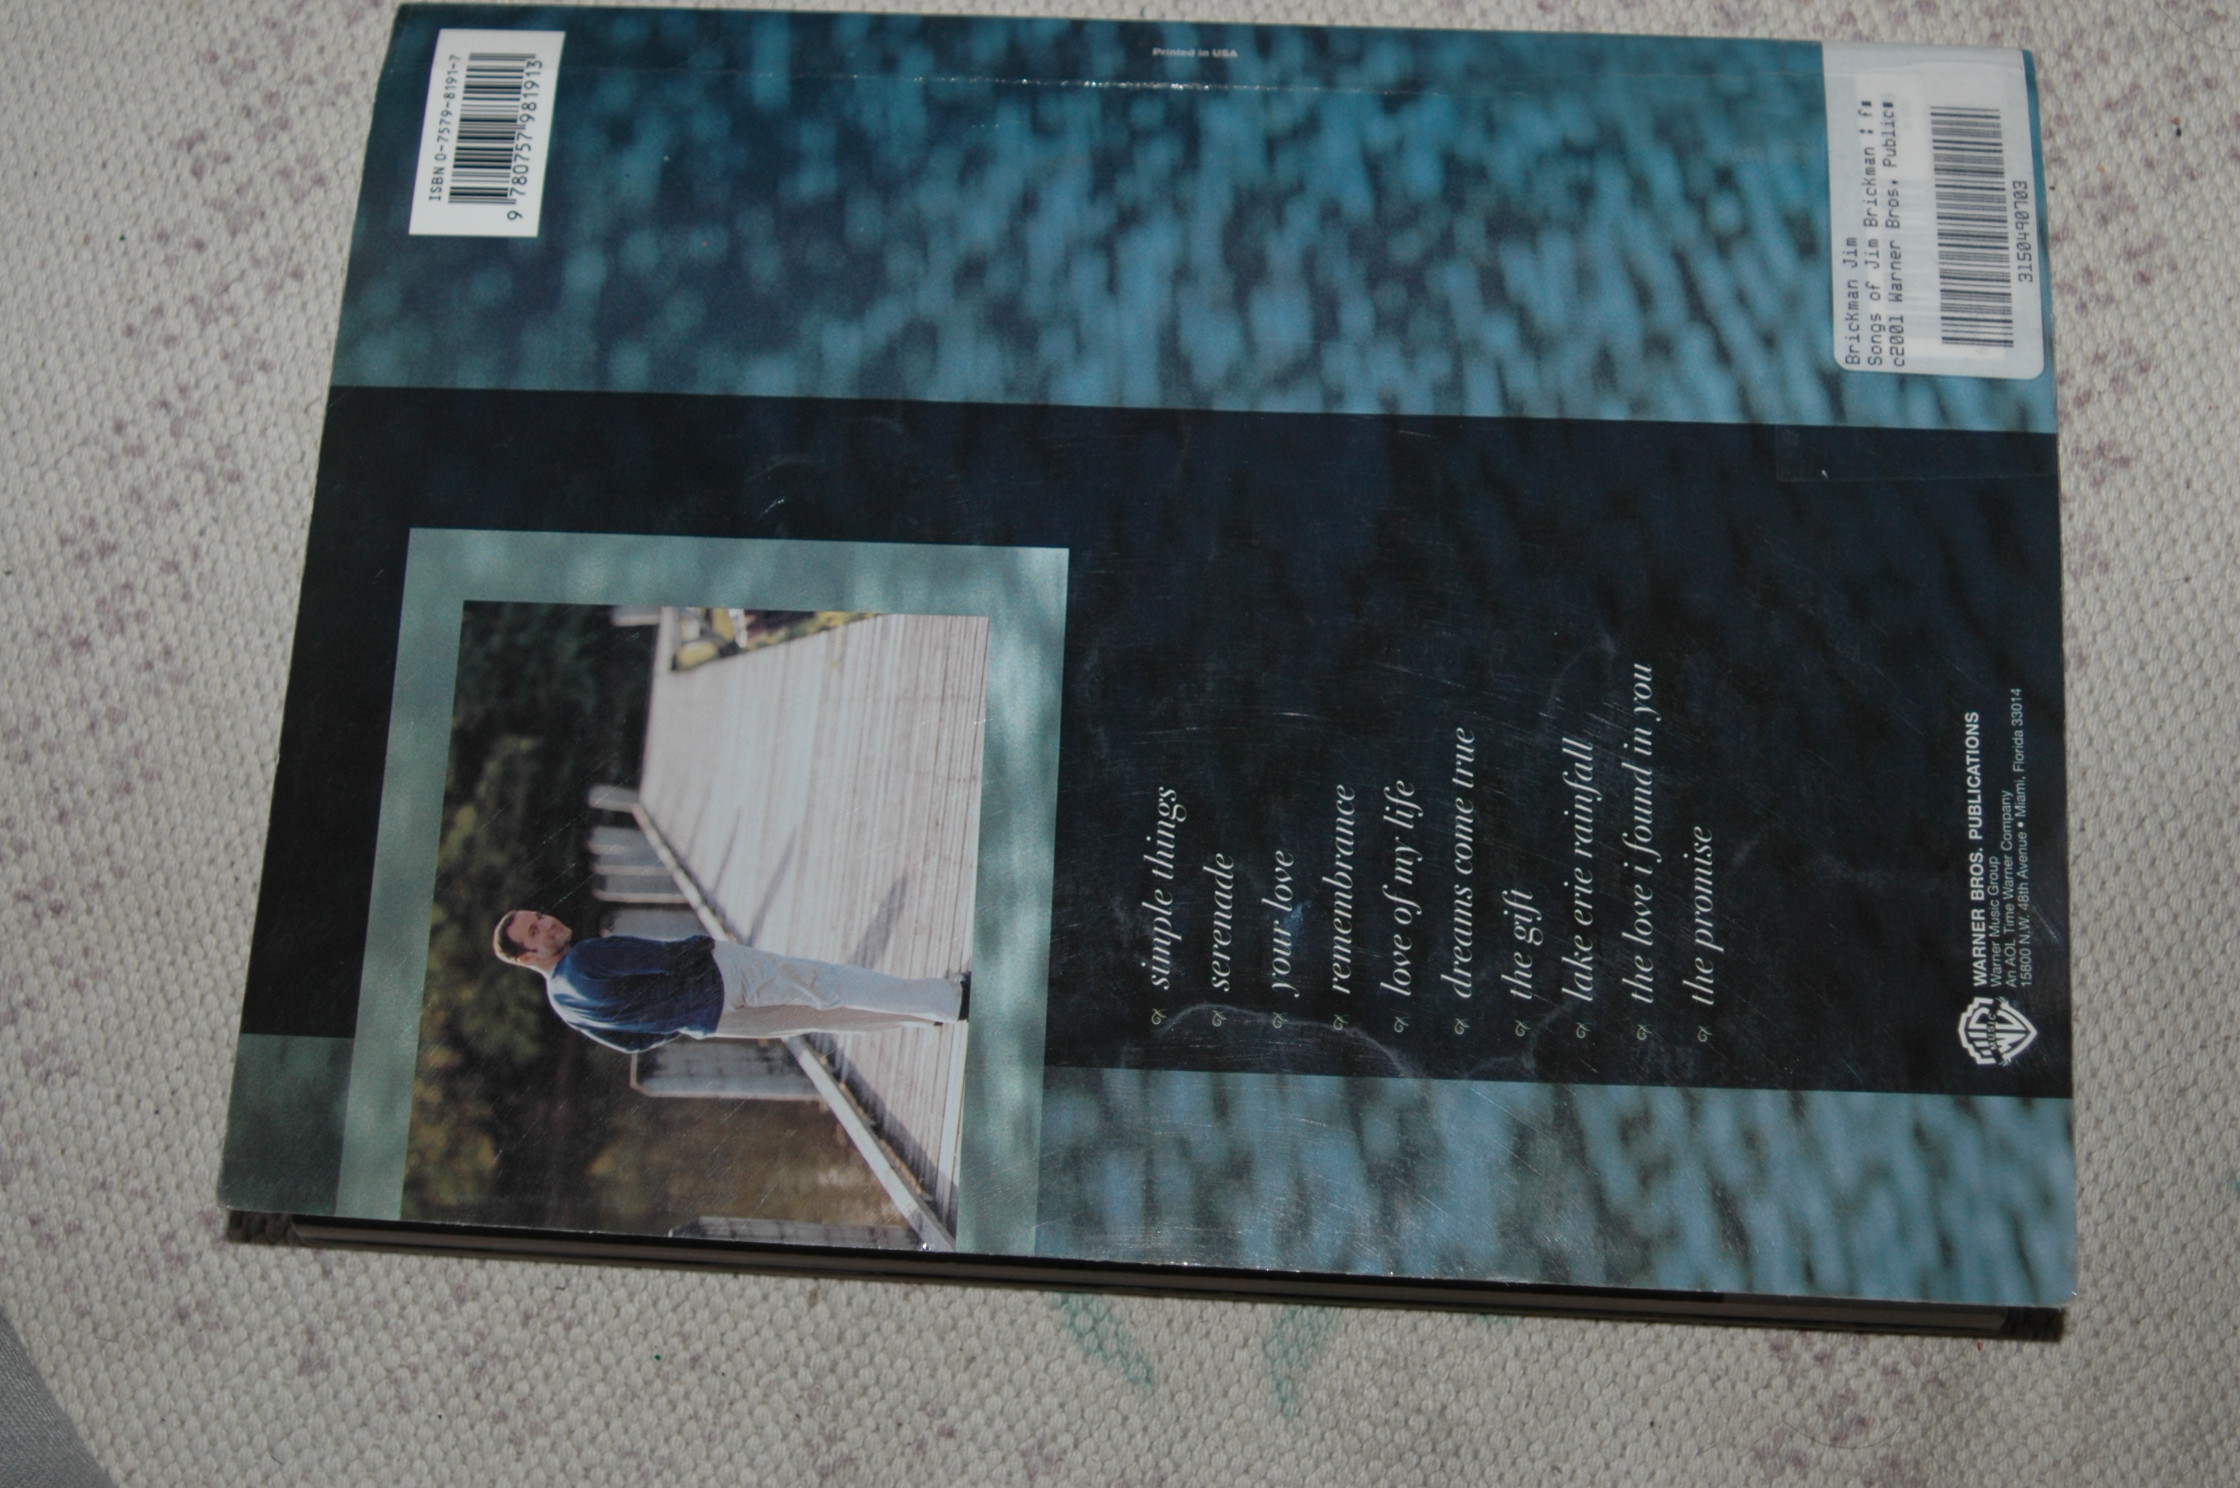 simple things
serenade
your love
remembrance
love of my life
dreams come true
the gift
lake erie rainfall
the love i found in you
the promise
WARNER BROS. PUBLICATIONS
Warner Music Group
An AOL Time Warner Company
15800 N.W. 48th Avenue • Miami, Florida 33014
ISBN 0-7579-8191-7
9 780757 981913
Printed in USA
Brickman Jim
Songs of Jim Brickman :
c2001 Warner Bros. Public
3150490703